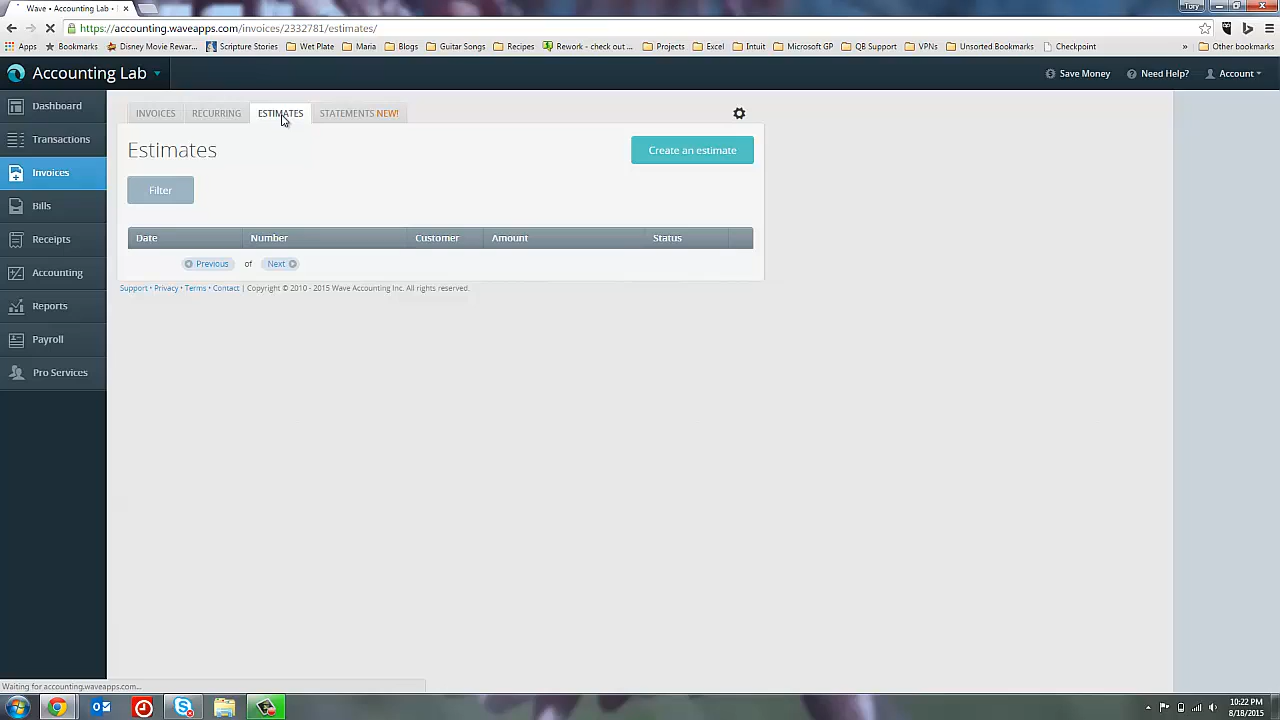 Wave • Accounting Lab •
Tory
https://accounting.waveapps.com/invoices/2332781/estimates/
Apps Bookmarks Disney Movie Rewar... Scripture Stories Wet Plate Maria Blogs Guitar Songs Recipes Rework - check out ... Projects Excel Intuit Microsoft GP QB Support VPNs Unsorted Bookmarks Checkpoint » Other bookmarks
Accounting Lab Save Money Need Help? Account
Dashboard
Transactions
Invoices
Bills
Receipts
Accounting
Reports
Payroll
Pro Services
INVOICES RECURRING ESTIMATES STATEMENTS NEW!
Estimates Create an estimate
Filter
Date Number Customer Amount Status
Previous of Next
Support • Privacy • Terms • Contact | Copyright © 2010 - 2015 Wave Accounting Inc. All rights reserved.
Waiting for accounting.waveapps.com...
10:22 PM
8/18/2015